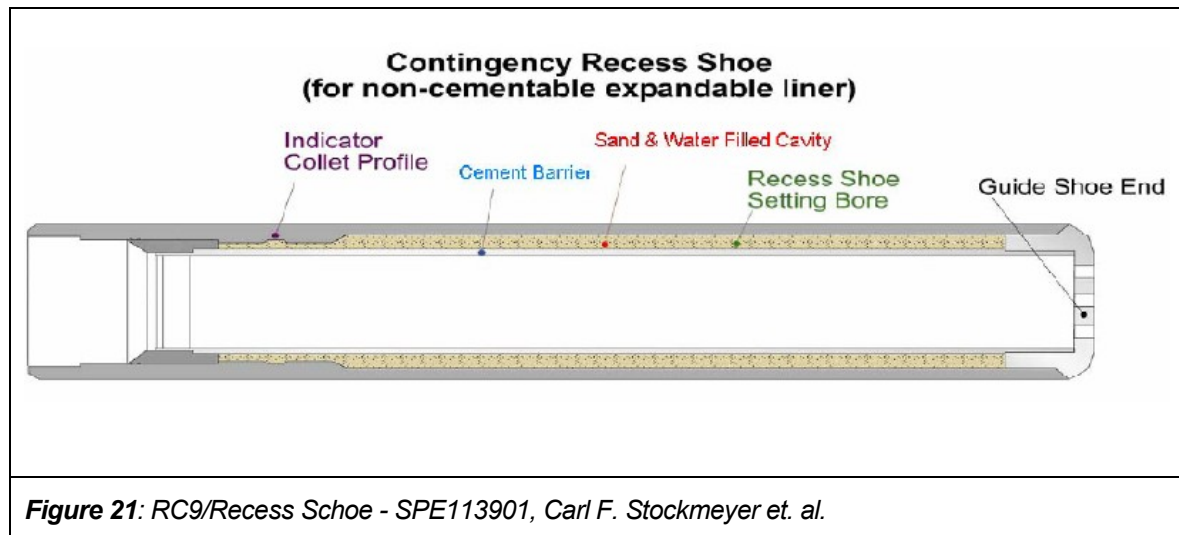 Contingency Recess Shoe
(for non-cementable expandable liner)
Indicator
Collet Profile
Cement Barrier
Sand & Water Filled Cavity
Recess Shoe
Setting Bore
Guide Shoe End
Figure 21: RC9/Recess Schoe - SPE113901, Carl F. Stockmeyer et. al.